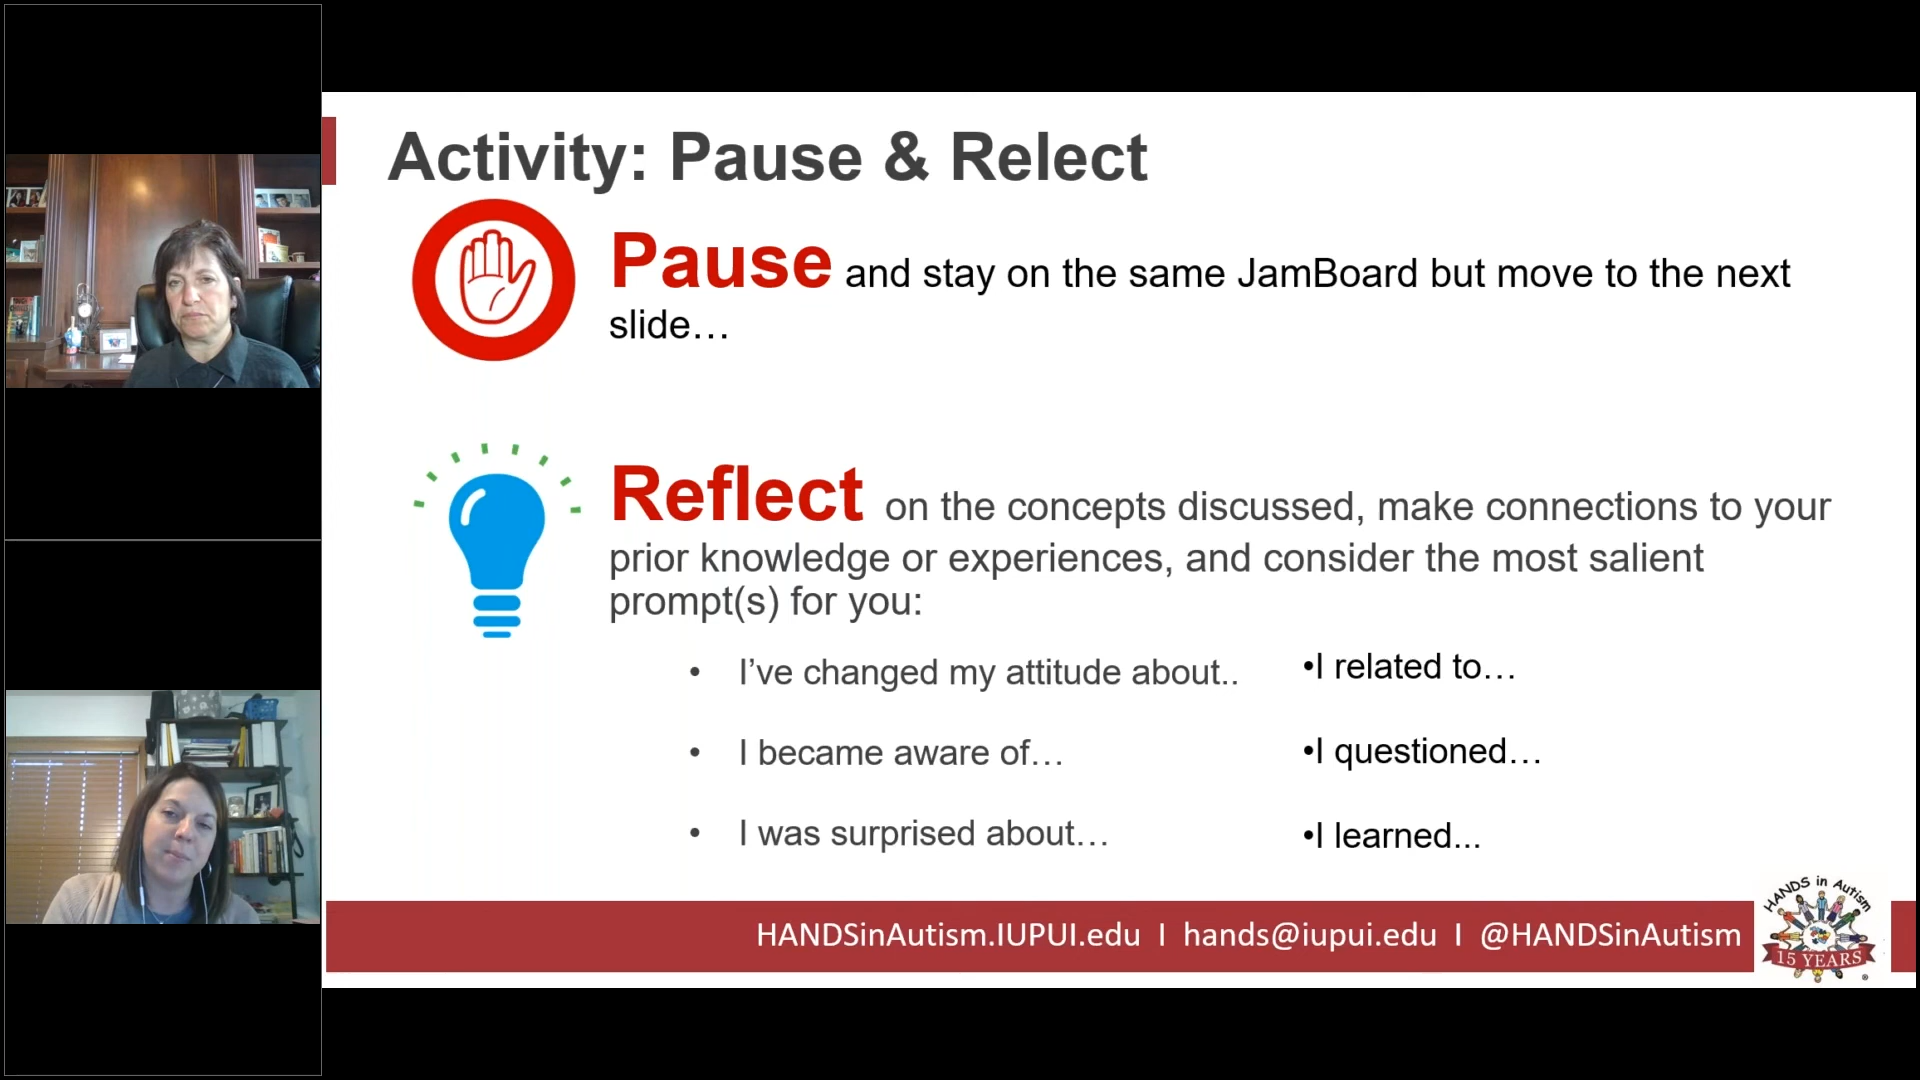 Activity: Pause & Relect
Pause and stay on the same JamBoard but move to the next
slide…
Reflect on the concepts discussed, make connections to your
prior knowledge or experiences, and consider the most salient
prompt(s) for you:
• I’ve changed my attitude about..
• I became aware of…
• I was surprised about…
•I related to…
•I questioned…
•I learned...
HANDSinAutism.IUPUI.edu I hands@iupui.edu I @HANDSinAutism
HANDS in Autism
15 YEARS
®